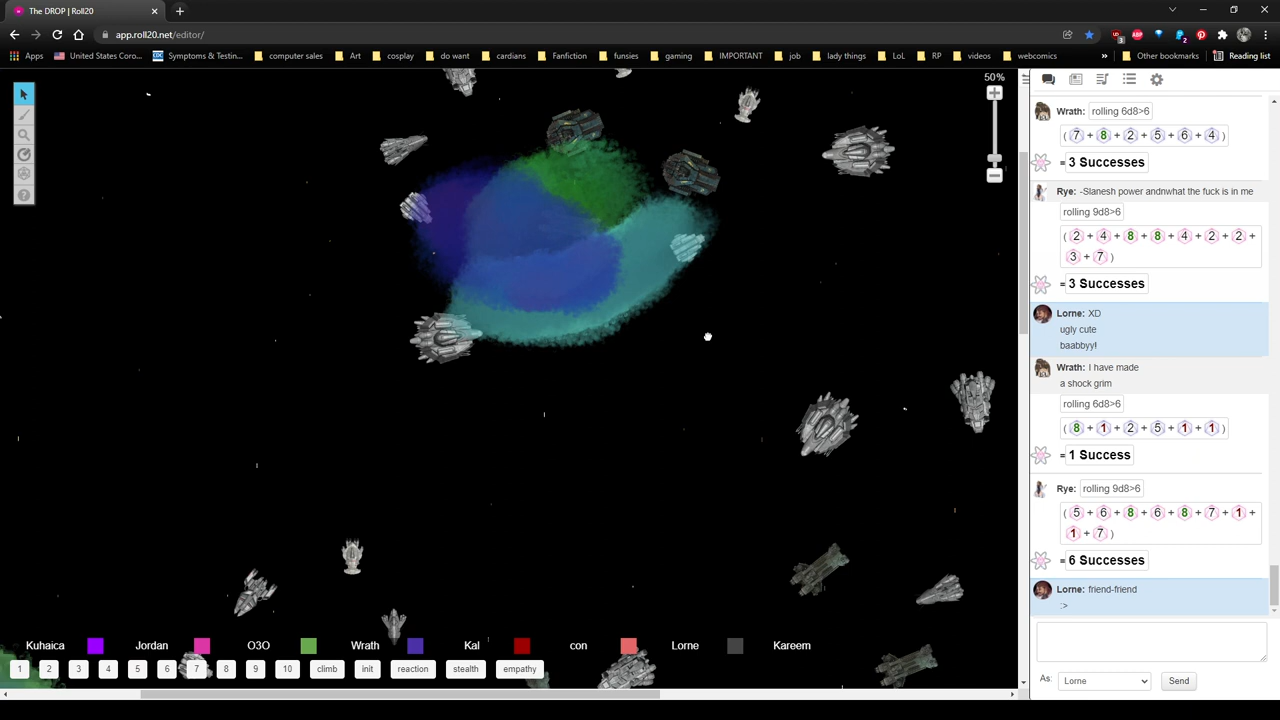 The DROP | Roll20
app.roll20.net/editor/
Apps
United States Coro...
Symptoms & Testin...
computer sales
Art
cosplay
do want
cardians
Fanfiction
funsies
gaming
IMPORTANT
job
lady things
LoL
RP
videos
webcomics
»
Other bookmarks
Reading list
50%
Wrath: rolling 6d8>6
( 7 + 8 + 2 + 5 + 6 + 4 )
= 3 Successes
Rye: -Slanesh power andnwhat the fuck is in me
rolling 9d8>6
( 2 + 4 + 8 + 8 + 4 + 2 + 2 +
3 + 7 )
= 3 Successes
Lorne: XD
ugly cute
baabbyy!
Wrath: I have made
a shock grim
rolling 6d8>6
( 8 + 1 + 2 + 5 + 1 + 1 )
= 1 Success
Rye: rolling 9d8>6
( 5 + 6 + 8 + 6 + 8 + 7 + 1 +
1 + 7 )
= 6 Successes
Lorne: friend-friend
:>
As: Lorne
Send
Kuhaica
Jordan
O3O
Wrath
Kal
con
Lorne
Kareem
1
2
3
4
5
6
7
8
9
10
climb
init
reaction
stealth
empathy